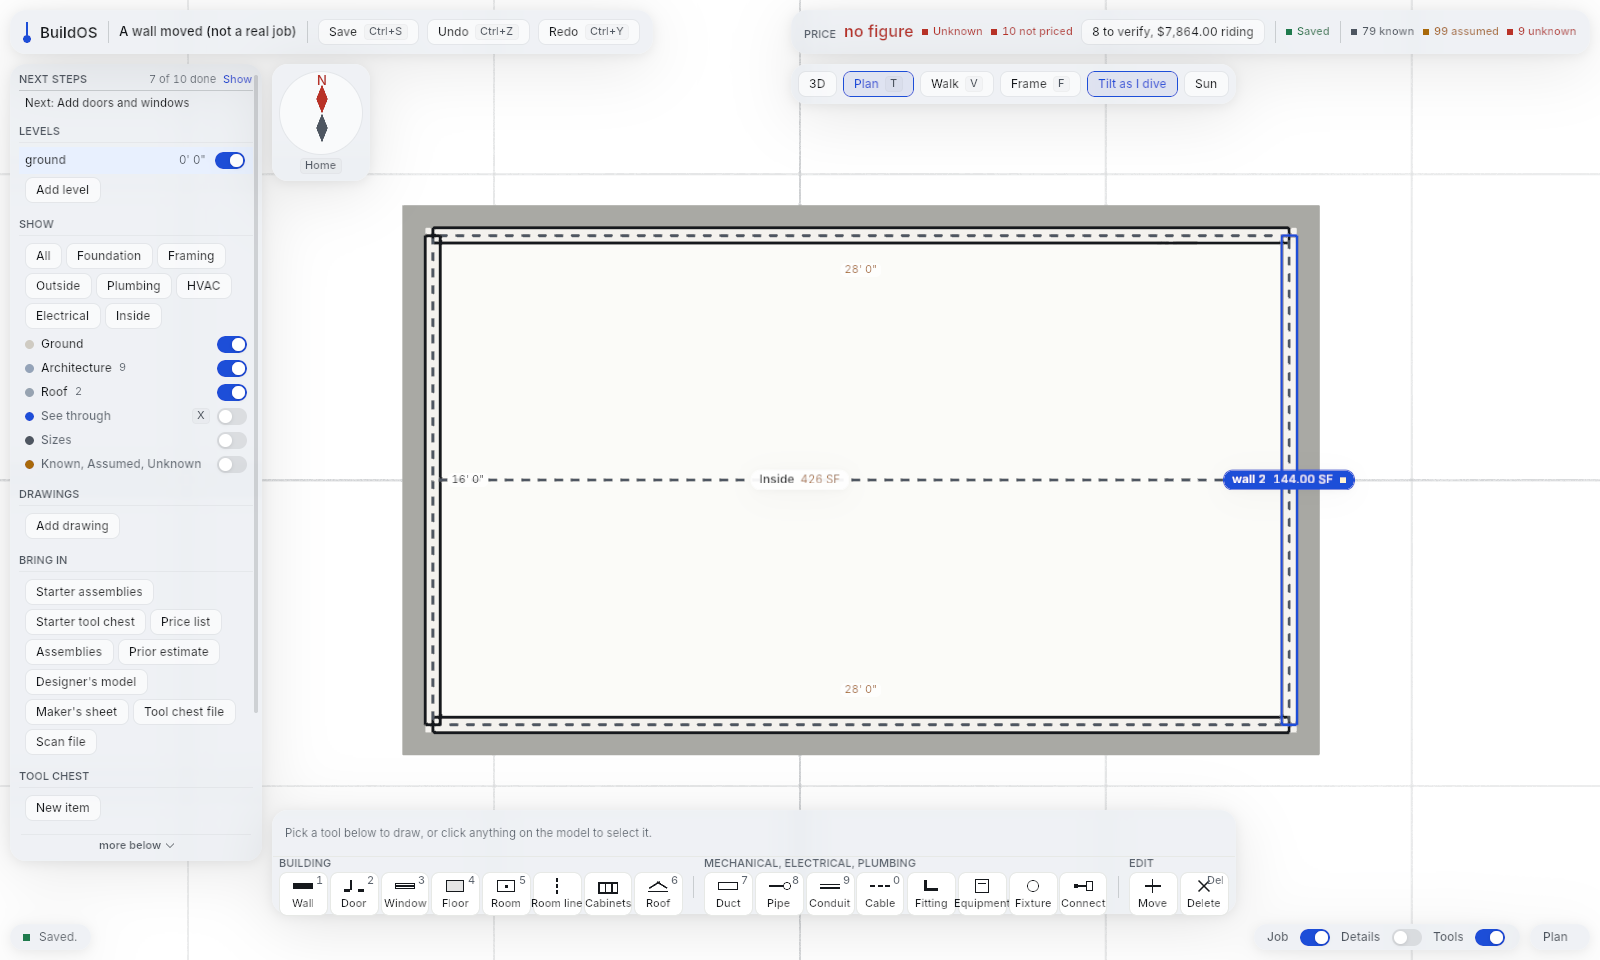 BuildOS
A wall moved (not a real job)
Save Ctrl+S
Undo Ctrl+Z
Redo Ctrl+Y
PRICE no figure
Unknown
10 not priced
8 to verify, $7,864.00 riding
Saved
79 known
99 assumed
9 unknown
NEXT STEPS 7 of 10 done Show
Next: Add doors and windows
LEVELS
ground 0' 0"
Add level
SHOW
All Foundation Framing
Outside Plumbing HVAC
Electrical Inside
Ground
Architecture 9
Roof 2
See through X
Sizes
Known, Assumed, Unknown
DRAWINGS
Add drawing
BRING IN
Starter assemblies
Starter tool chest Price list
Assemblies Prior estimate
Designer's model
Maker's sheet Tool chest file
Scan file
TOOL CHEST
New item
more below
N
Home
3D Plan T Walk V Frame F Tilt as I dive Sun
28' 0"
16' 0"
Inside 426 SF
wall 2 144.00 SF
28' 0"
Pick a tool below to draw, or click anything on the model to select it.
BUILDING
1 Wall
2 Door
3 Window
4 Floor
5 Room
Room line
Cabinets
6 Roof
MECHANICAL, ELECTRICAL, PLUMBING
7 Duct
8 Pipe
9 Conduit
0 Cable
Fitting
Equipment
Fixture
Connect
EDIT
Move
Del Delete
Saved.
Job Details Tools Plan